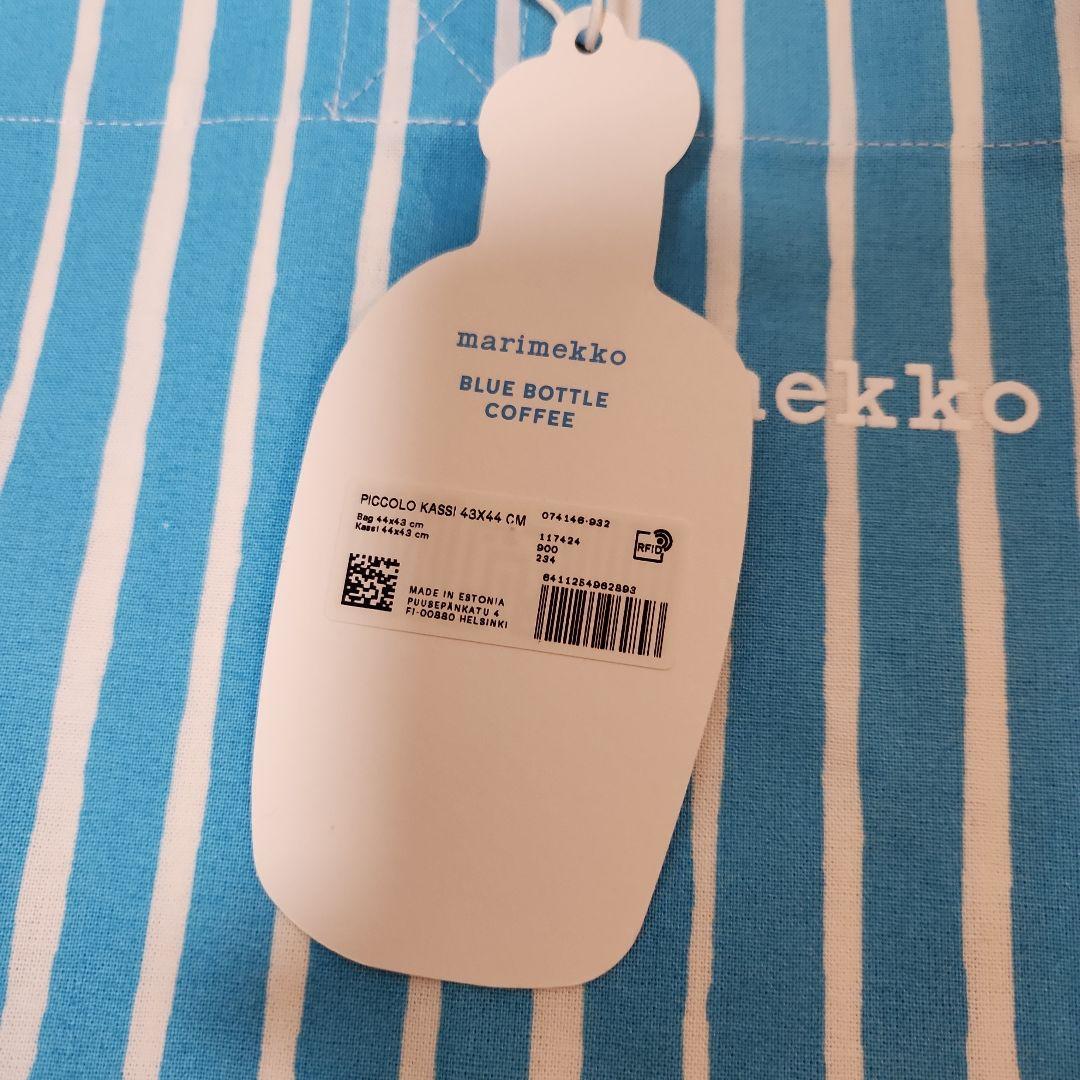 marimekko
BLUE BOTTLE
COFFEE
ekko
PICCOLO KASSI 43X44 CM
Bag 44x43 cm
Kassi 44x43 cm
074146-932
117424
900
234
RFID
6411254962893
MADE IN ESTONIA
PUUSEPÄNKATU 4
FI-00880 HELSINKI